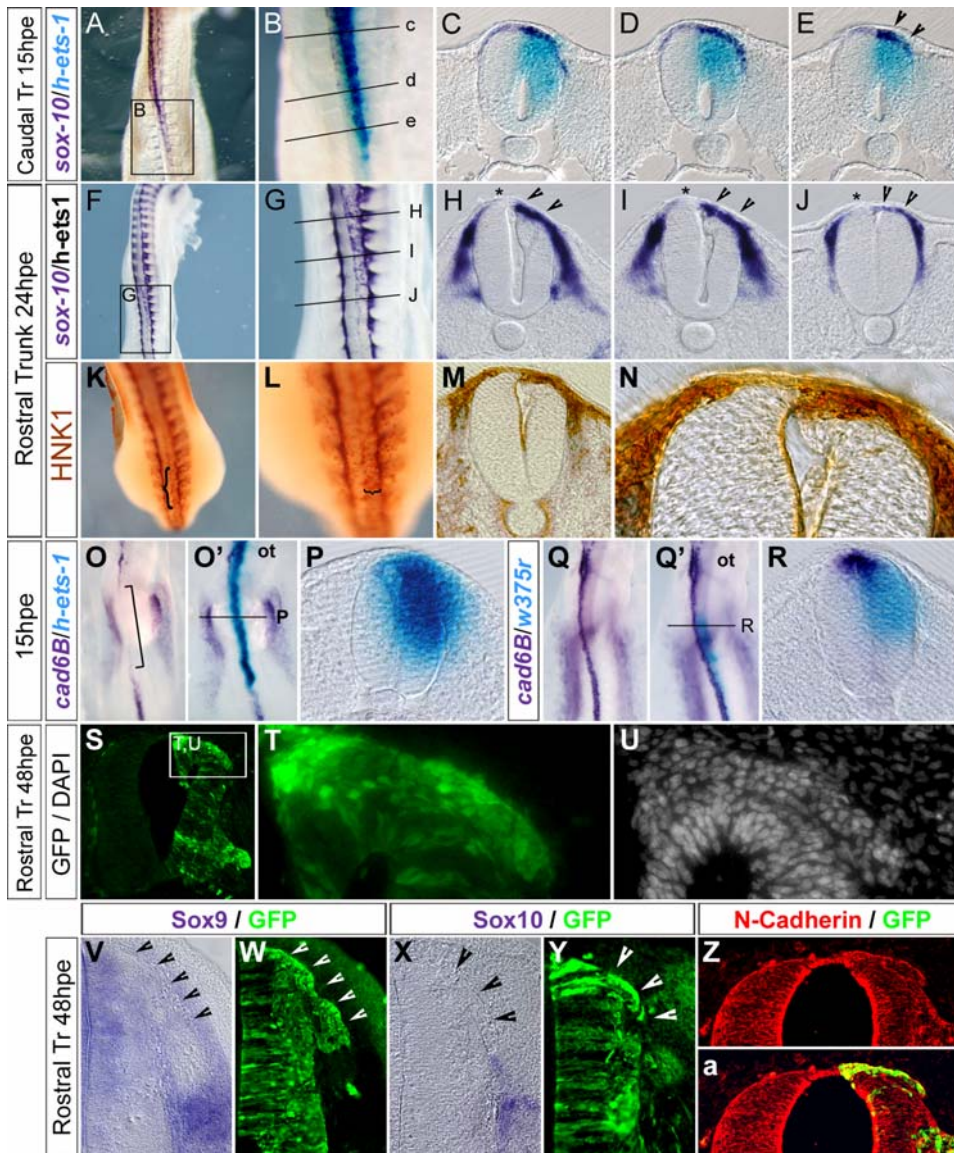 Caudal Tr 15hpe
sox-10/h-ets-1
A
B
B
c
d
e
C
D
E
Rostral Trunk 24hpe
sox-10/h-ets1
F
G
G
H
I
J
H
*
I
*
J
*
HNK1
K
L
M
N
15hpe
cad6B/h-ets-1
O
O'
ot
P
P
cad6B/w375r
Q
Q'
ot
R
R
Rostral Tr 48hpe
GFP / DAPI
S
T,U
T
U
Sox9 / GFP
Sox10 / GFP
N-Cadherin / GFP
Rostral Tr 48hpe
V
W
X
Y
Z
a